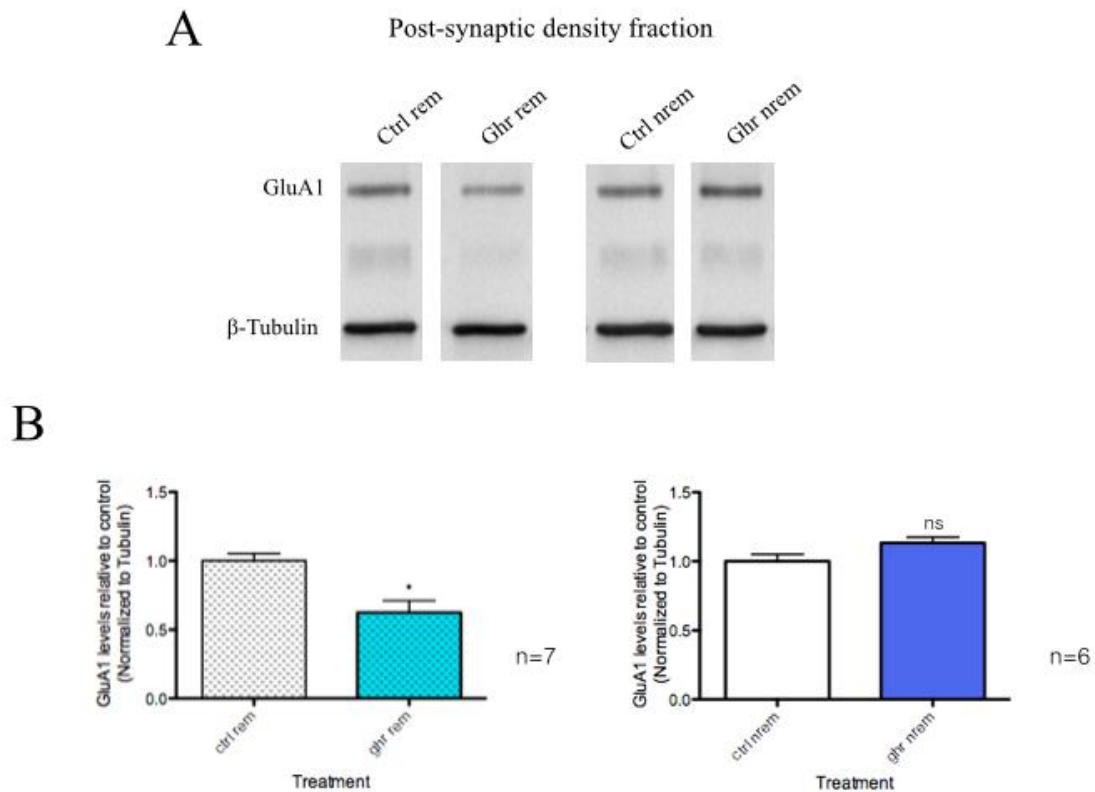 A
Post-synaptic density fraction
Ctrl rem
Ghr rem
Ctrl nrem
Ghr nrem
GluA1
β-Tubulin
B
GluA1 levels relative to control
(Normalized to Tubulin)
1.5
1.0
0.5
0.0
*
ctrl rem
ghr rem
Treatment
n=7
GluA1 levels relative to control
(Normalized to Tubulin)
1.5
1.0
0.5
0.0
ns
ctrl nrem
ghr nrem
Treatment
n=6